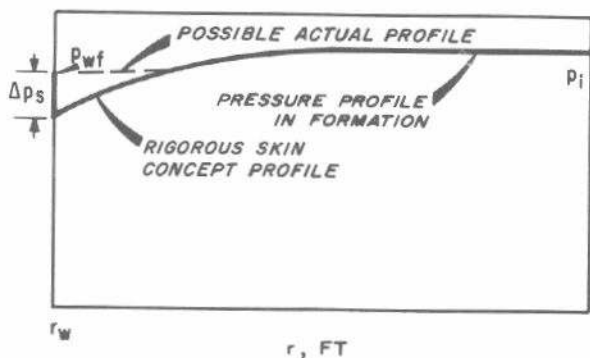 POSSIBLE ACTUAL PROFILE
pwf
Δps
pi
PRESSURE PROFILE
IN FORMATION
RIGOROUS SKIN
CONCEPT PROFILE
rw
r, FT